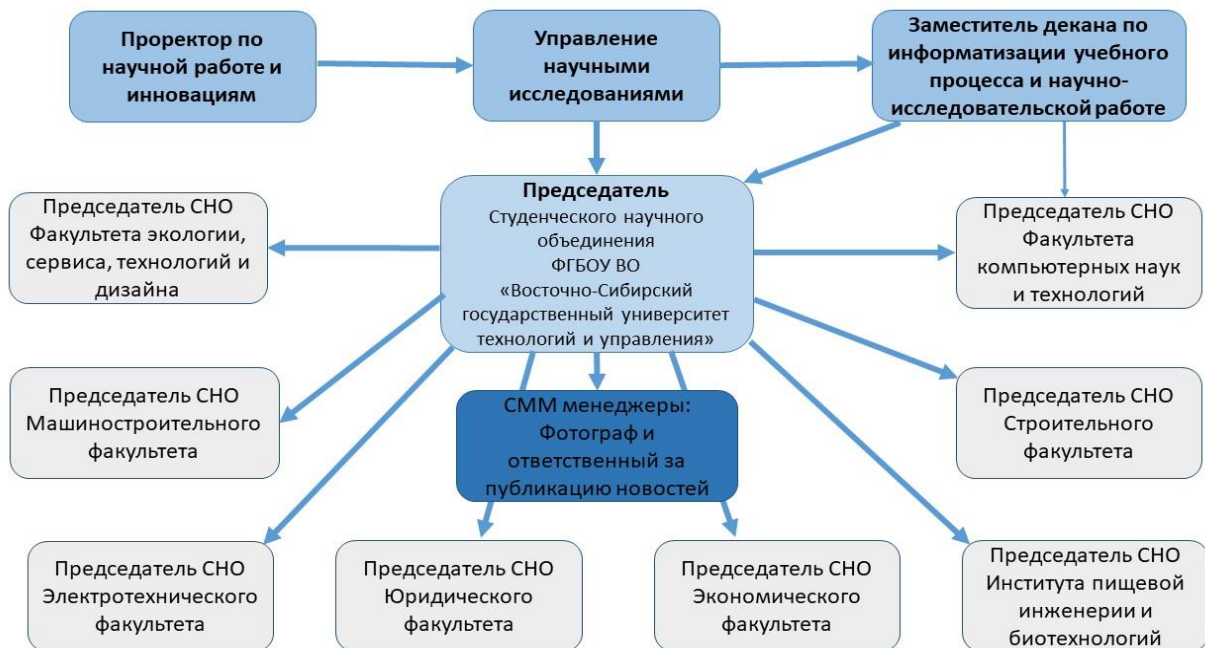 Проректор по
научной работе и
инновациям
Управление
научными
исследованиями
Заместитель декана по
информатизации учебного
процесса и научно-
исследовательской работе
Председатель
Студенческого научного
объединения
ФГБОУ ВО
«Восточно-Сибирский
государственный университет
технологий и управления»
Председатель СНО
Факультета экологии,
сервиса, технологий и
дизайна
Председатель СНО
Факультета
компьютерных наук
и технологий
Председатель СНО
Машиностроительного
факультета
СММ менеджеры:
Фотограф и
ответственный за
публикацию новостей
Председатель СНО
Строительного
факультета
Председатель СНО
Электротехнического
факультета
Председатель СНО
Юридического
факультета
Председатель СНО
Экономического
факультета
Председатель СНО
Института пищевой
инженерии и
биотехнологий